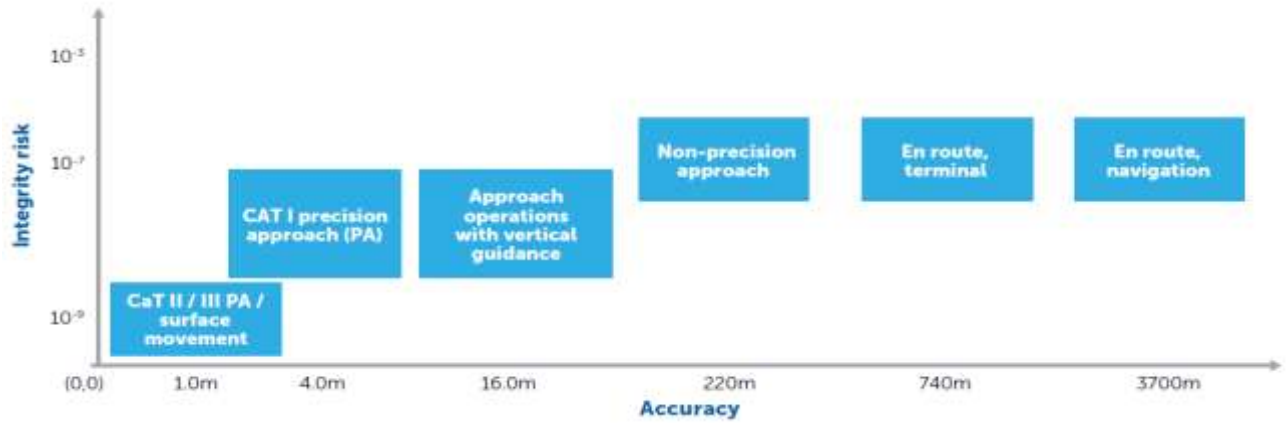 10⁻³
Integrity risk
10⁻⁷
10⁻⁹
Non-precision
approach
En route,
terminal
En route,
navigation
CAT I precision
approach (PA)
Approach
operations
with vertical
guidance
CaT II / III PA /
surface
movement
(0,0)
1.0m
4.0m
16.0m
220m
740m
3700m
Accuracy